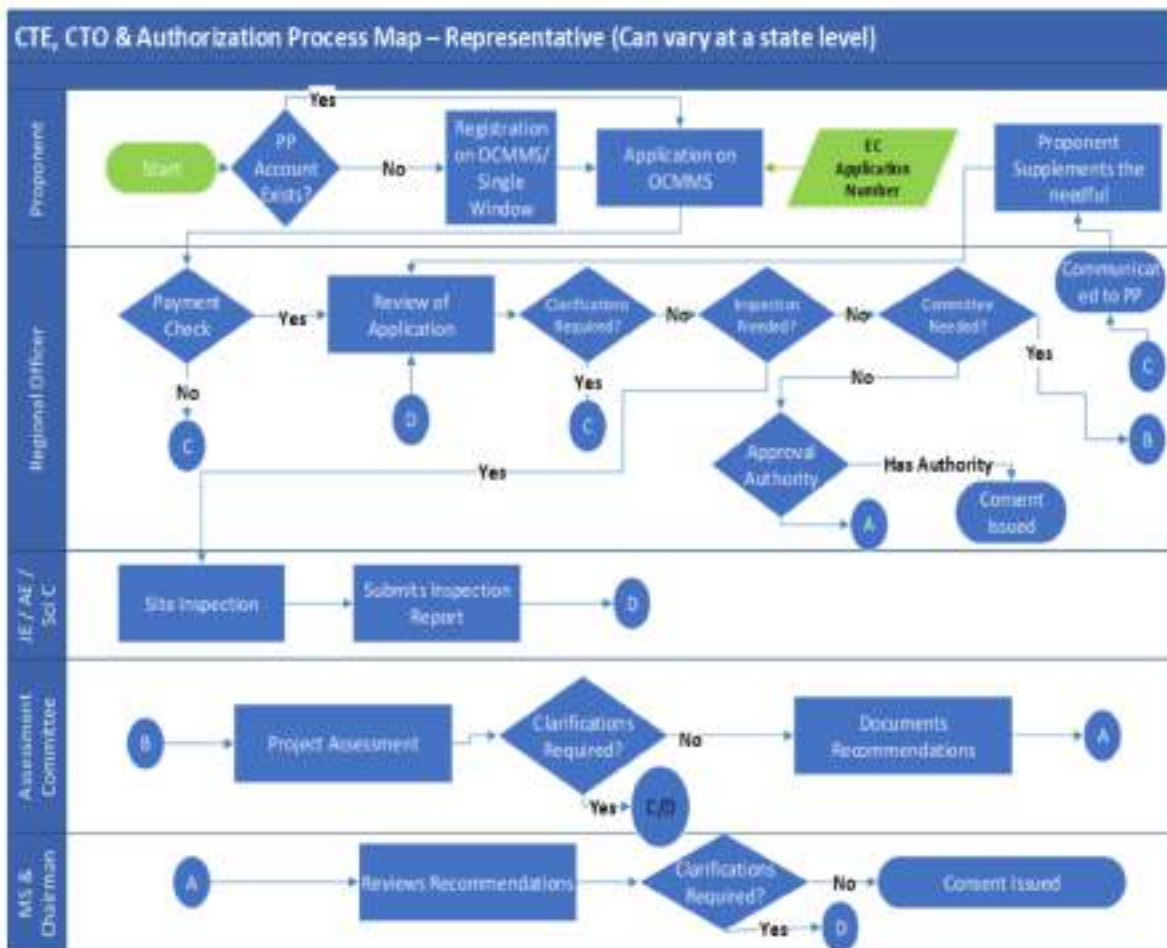 CTE, CTO & Authorization Process Map – Representative (Can vary at a state level)
Proponent
Start
PP
Account
Exists?
Yes
No
Registration
on OCMMS/
Single
Window
Application on
OCMMS
EC
Application
Number
Proponent
Supplements the
needful
Regional Officer
Payment
Check
Yes
No
C
Review of
Application
D
Clarifications
Required?
No
Yes
C
Inspection
Needed?
No
Yes
Committee
Needed?
No
Yes
Communicat
ed to PP
C
B
Approval
Authority
Has Authority
Consent
Issued
A
JE / AE /
Sci C
Site Inspection
Submits Inspection
Report
D
Assessment
Committee
B
Project Assessment
Clarifications
Required?
No
Yes
C/D
Documents
Recommendations
A
MS &
Chairman
A
Reviews Recommendations
Clarifications
Required?
No
Yes
D
Consent Issued